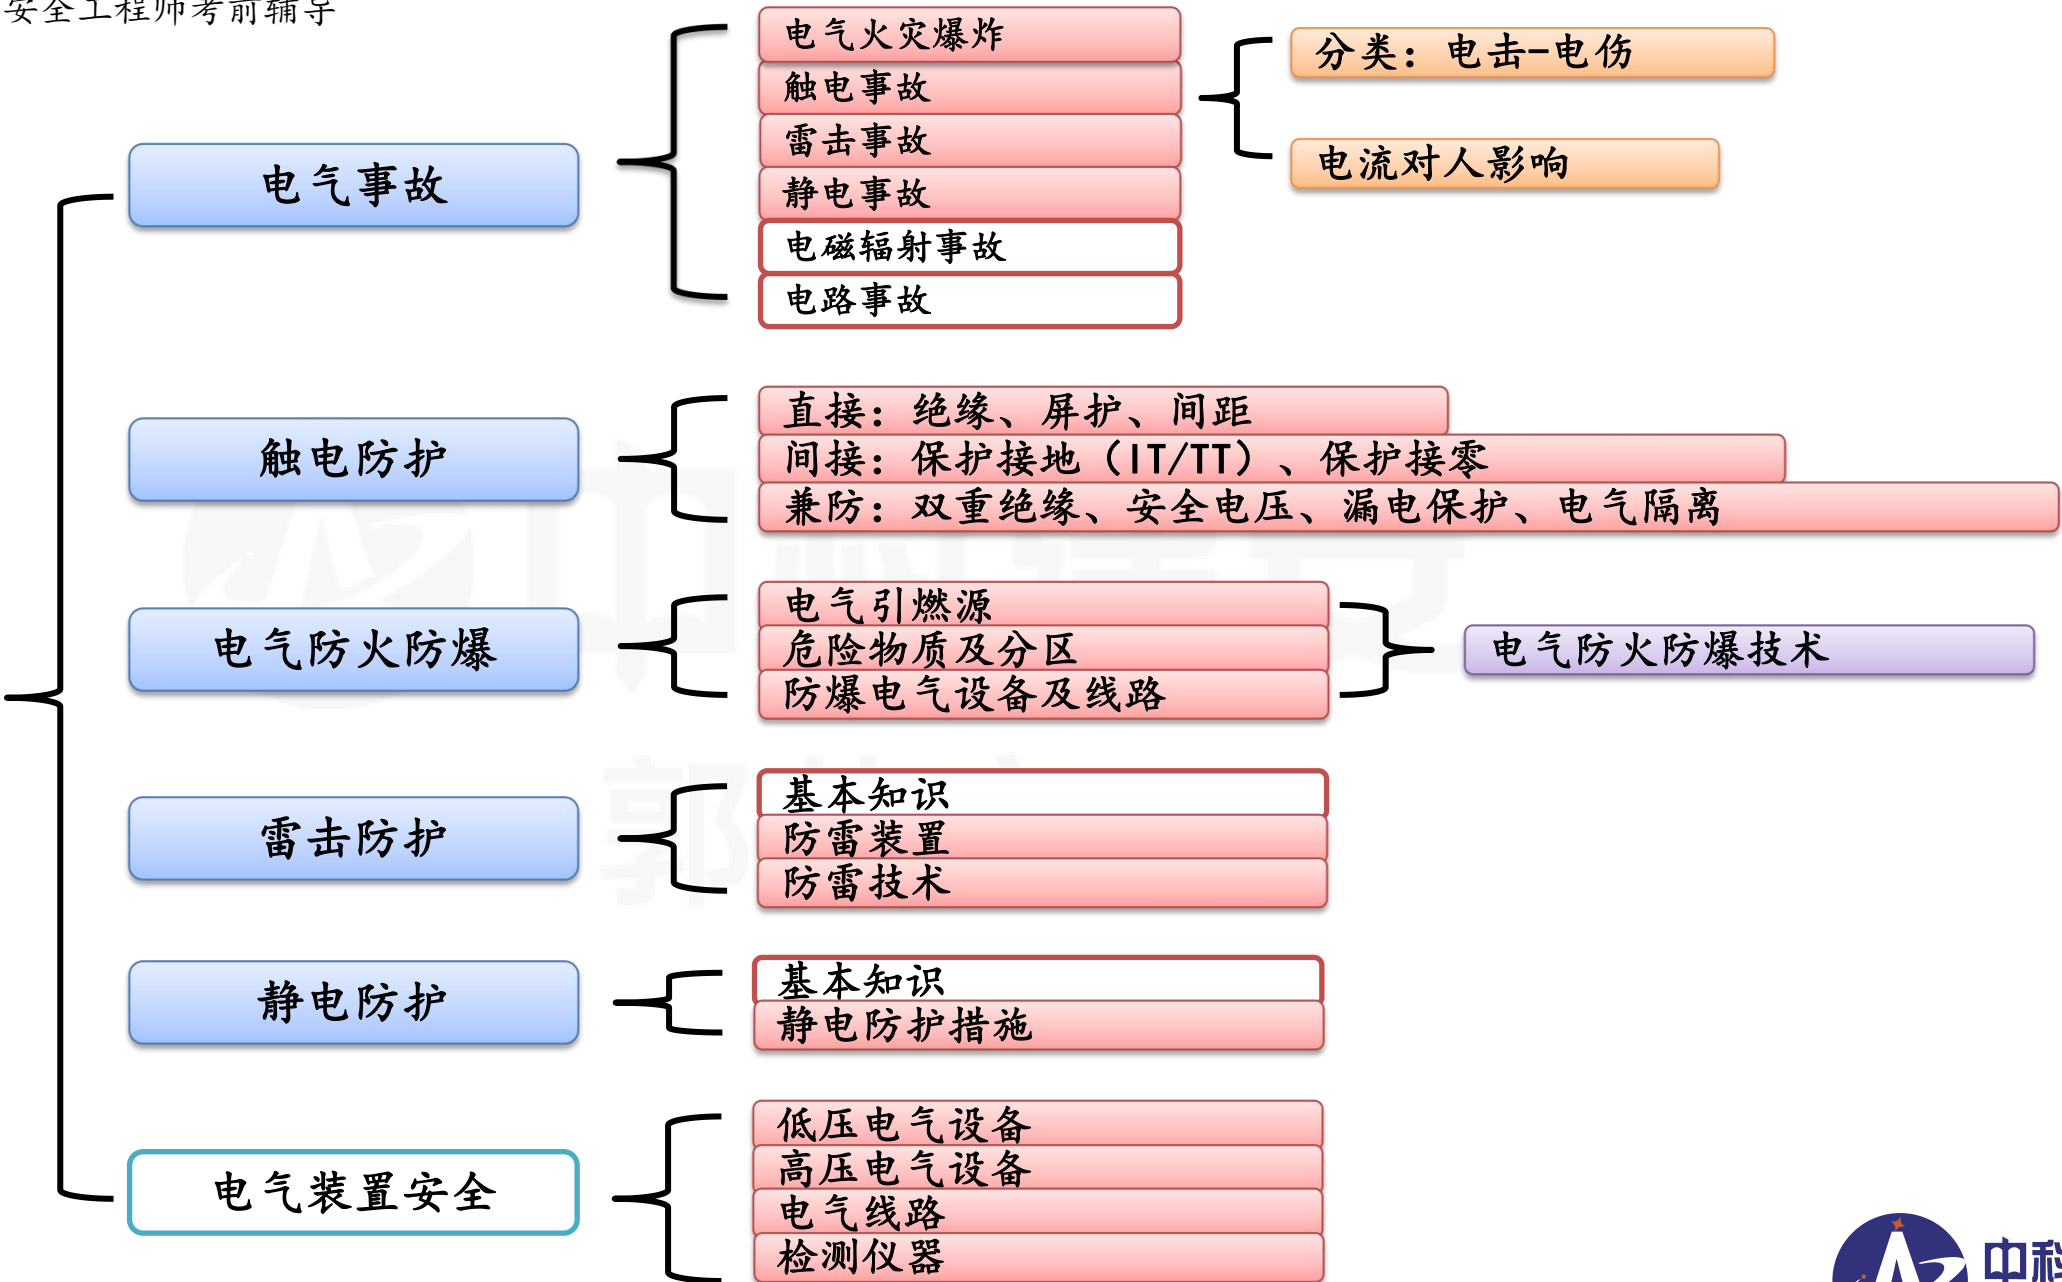 安全工程师考前辅导
电气火灾爆炸
触电事故
雷击事故
静电事故
电磁辐射事故
电路事故
分类：电击-电伤
电流对人影响
电气事故
直接：绝缘、屏护、间距
间接：保护接地（IT/TT）、保护接零
兼防：双重绝缘、安全电压、漏电保护、电气隔离
触电防护
电气引燃源
危险物质及分区
防爆电气设备及线路
电气防火防爆技术
电气防火防爆
基本知识
防雷装置
防雷技术
雷击防护
基本知识
静电防护措施
静电防护
低压电气设备
高压电气设备
电气线路
检测仪器
电气装置安全
中科